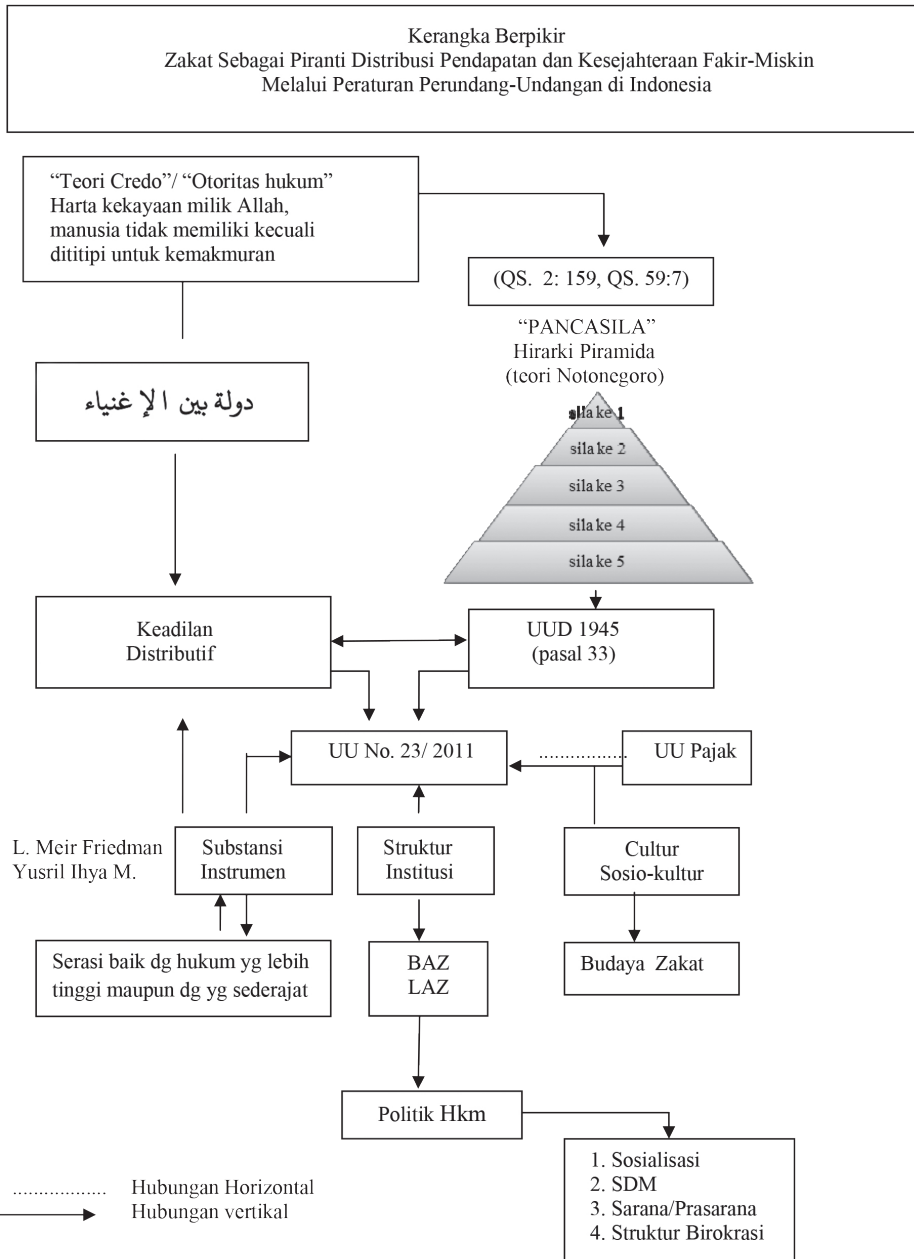 Kerangka Berpikir
Zakat Sebagai Piranti Distribusi Pendapatan dan Kesejahteraan Fakir-Miskin
Melalui Peraturan Perundang-Undangan di Indonesia
“Teori Credo”/ “Otoritas hukum”
Harta kekayaan milik Allah,
manusia tidak memiliki kecuali
dititipi untuk kemakmuran
(QS. 2: 159, QS. 59:7)
“PANCASILA”
Hirarki Piramida
(teori Notonegoro)
دولة بين الإغنياء
sila ke 1
sila ke 2
sila ke 3
sila ke 4
sila ke 5
Keadilan
Distributif
UUD 1945
(pasal 33)
UU No. 23/ 2011
UU Pajak
L. Meir Friedman
Yusril Ihya M.
Substansi
Instrumen
Struktur
Institusi
Cultur
Sosio-kultur
Serasi baik dg hukum yg lebih
tinggi maupun dg yg sederajat
BAZ
LAZ
Budaya Zakat
Politik Hkm
1. Sosialisasi
2. SDM
3. Sarana/Prasarana
4. Struktur Birokrasi
Hubungan Horizontal
Hubungan vertikal